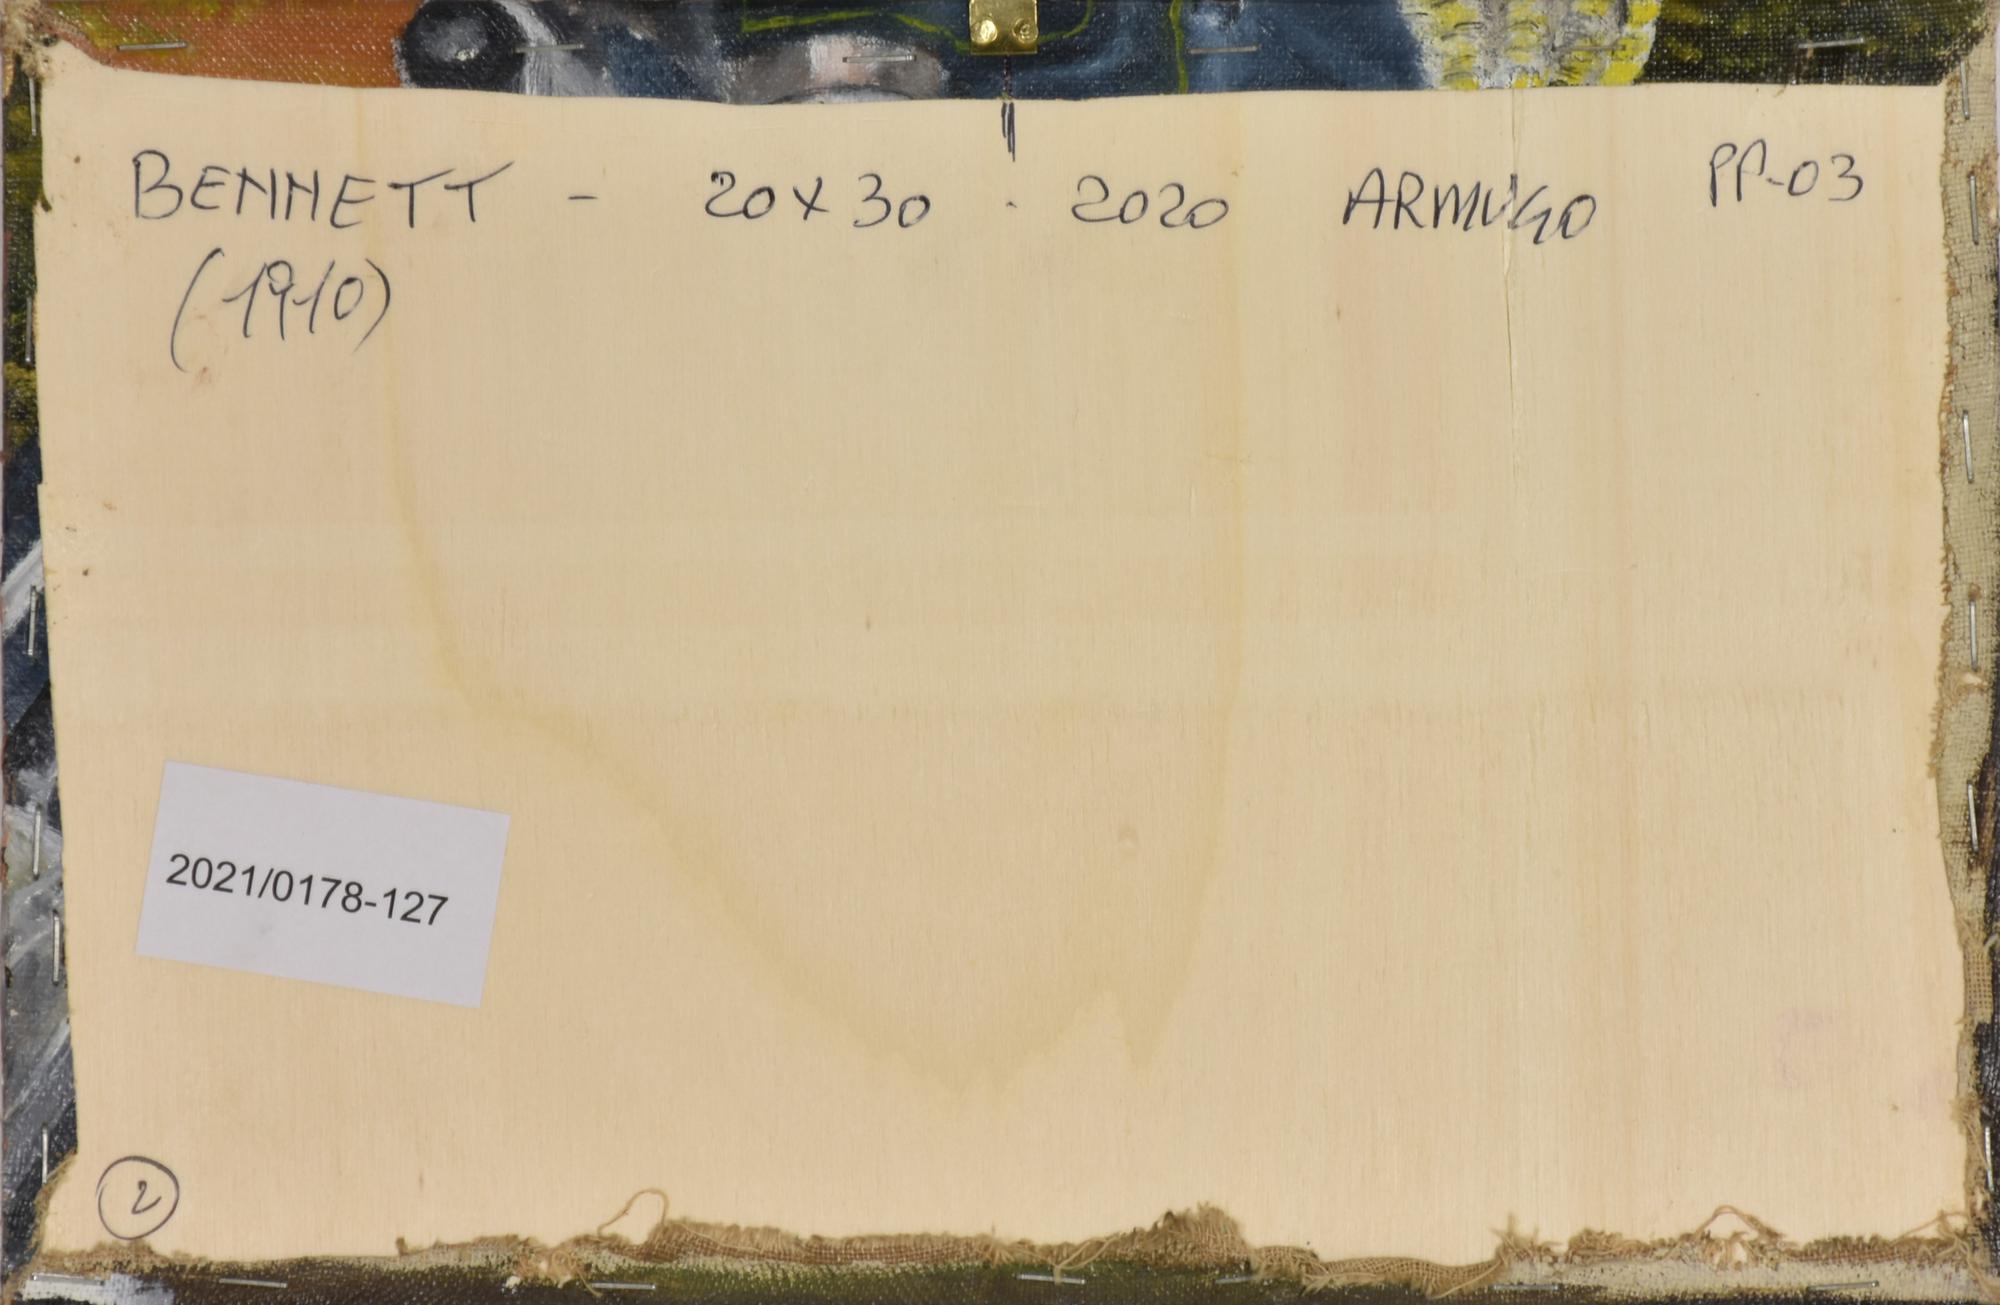 BENNETT - 20x30 - 2020 ARMUGO PP-03
(1910)
2021/0178-127
2